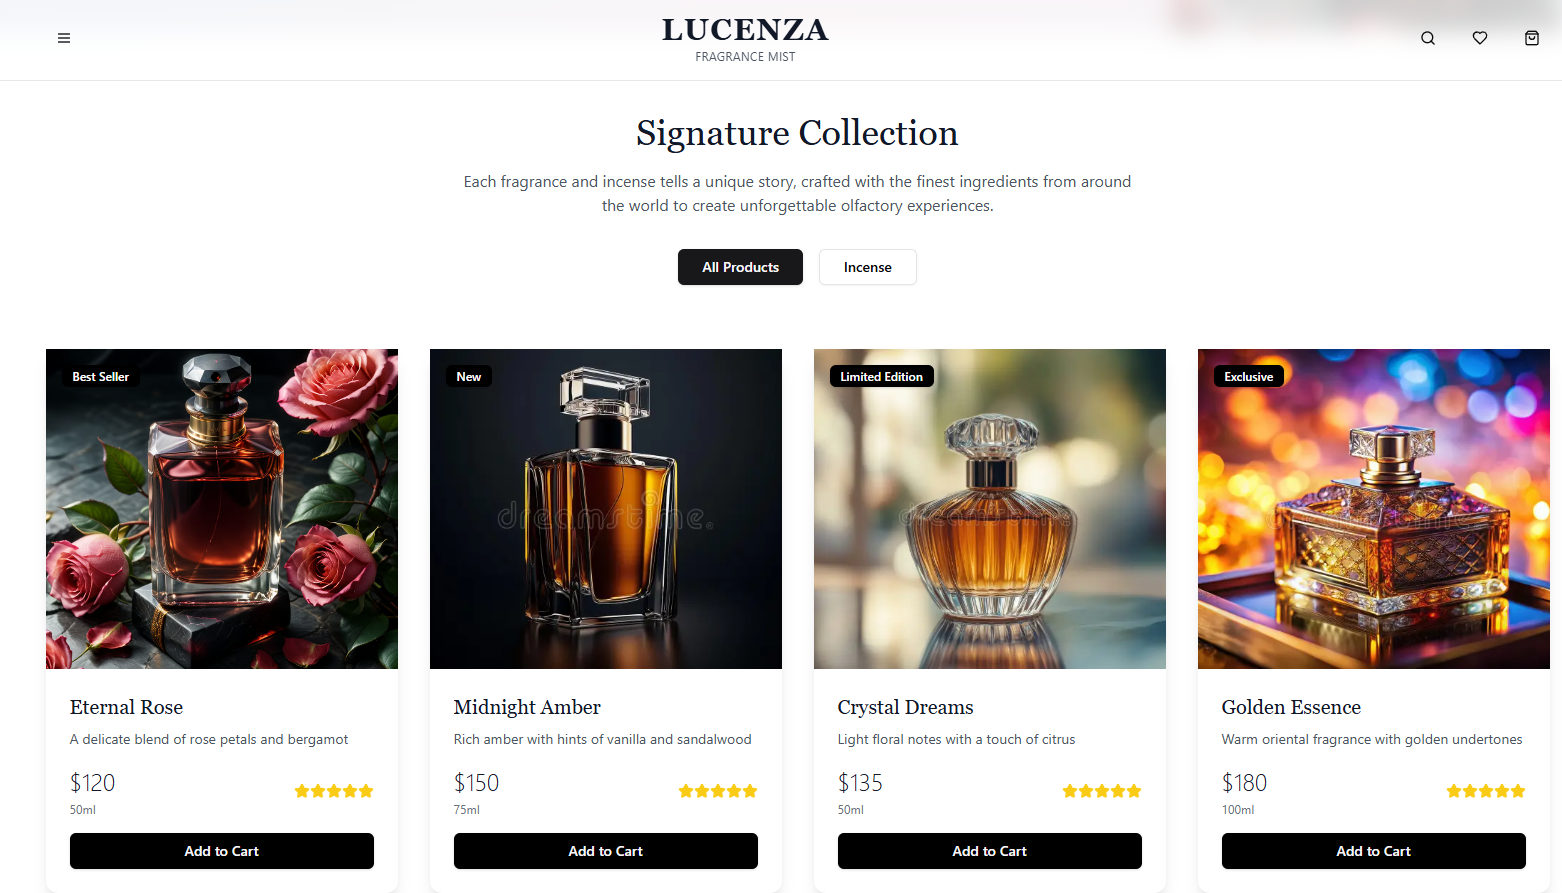 LUCENZA
FRAGRANCE MIST
Signature Collection
Each fragrance and incense tells a unique story, crafted with the finest ingredients from around
the world to create unforgettable olfactory experiences.
All Products
Incense
Best Seller
New
Limited Edition
Exclusive
dreamstime.
dreamstime.
dreamstime.
Eternal Rose
A delicate blend of rose petals and bergamot
$120
50ml
Add to Cart
Midnight Amber
Rich amber with hints of vanilla and sandalwood
$150
75ml
Add to Cart
Crystal Dreams
Light floral notes with a touch of citrus
$135
50ml
Add to Cart
Golden Essence
Warm oriental fragrance with golden undertones
$180
100ml
Add to Cart